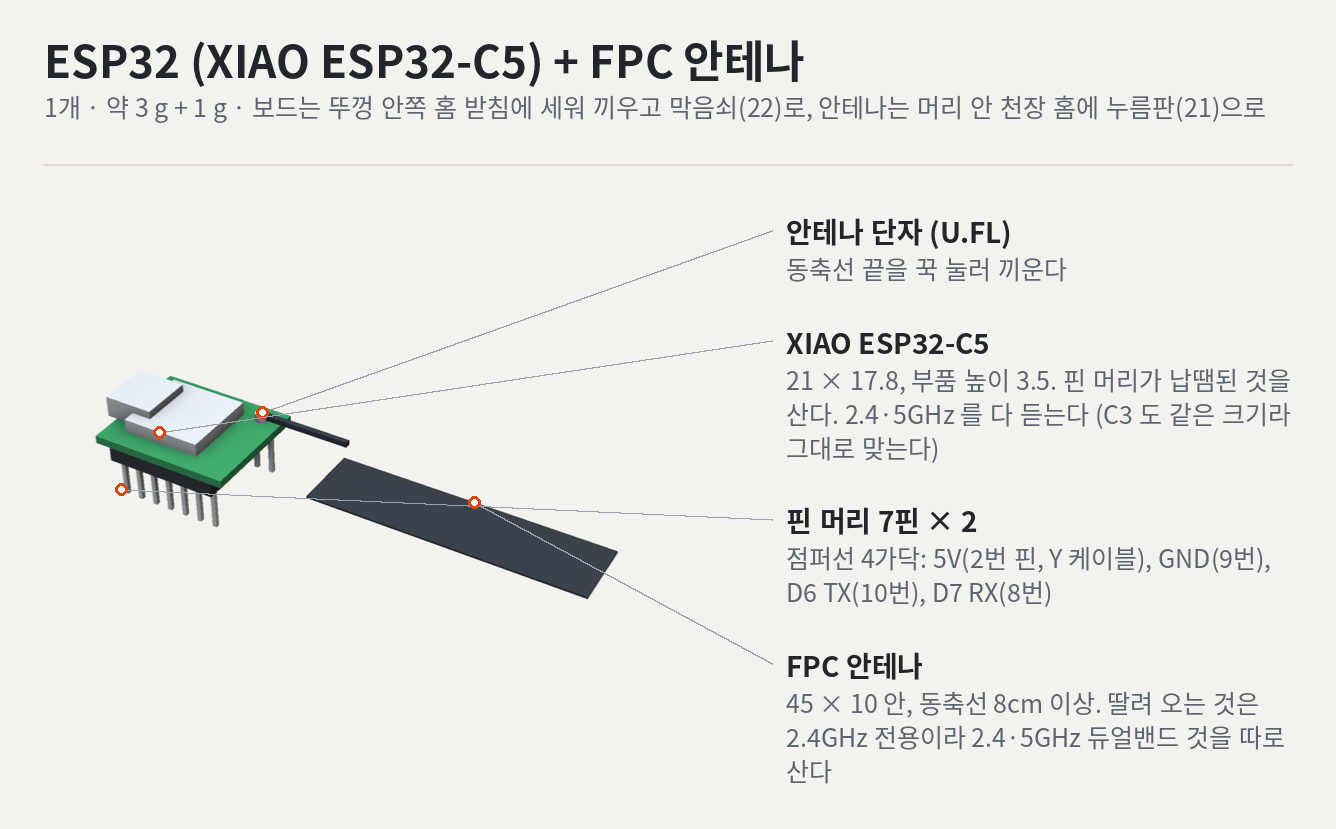 ESP32 (XIAO ESP32-C5) + FPC 안테나
1개 · 약 3 g + 1 g · 보드는 뚜껑 안쪽 홈 받침에 세워 끼우고 막음쇠(22)로, 안테나는 머리 안 천장 홈에 누름판(21)으로
안테나 단자 (U.FL)
동축선 끝을 꾹 눌러 끼운다
XIAO ESP32-C5
21 × 17.8, 부품 높이 3.5. 핀 머리가 납땜된 것을
산다. 2.4·5GHz 를 다 듣는다 (C3 도 같은 크기라
그대로 맞는다)
핀 머리 7핀 × 2
점퍼선 4가닥: 5V(2번 핀, Y 케이블), GND(9번),
D6 TX(10번), D7 RX(8번)
FPC 안테나
45 × 10 안, 동축선 8cm 이상. 딸려 오는 것은
2.4GHz 전용이라 2.4·5GHz 듀얼밴드 것을 따로
산다